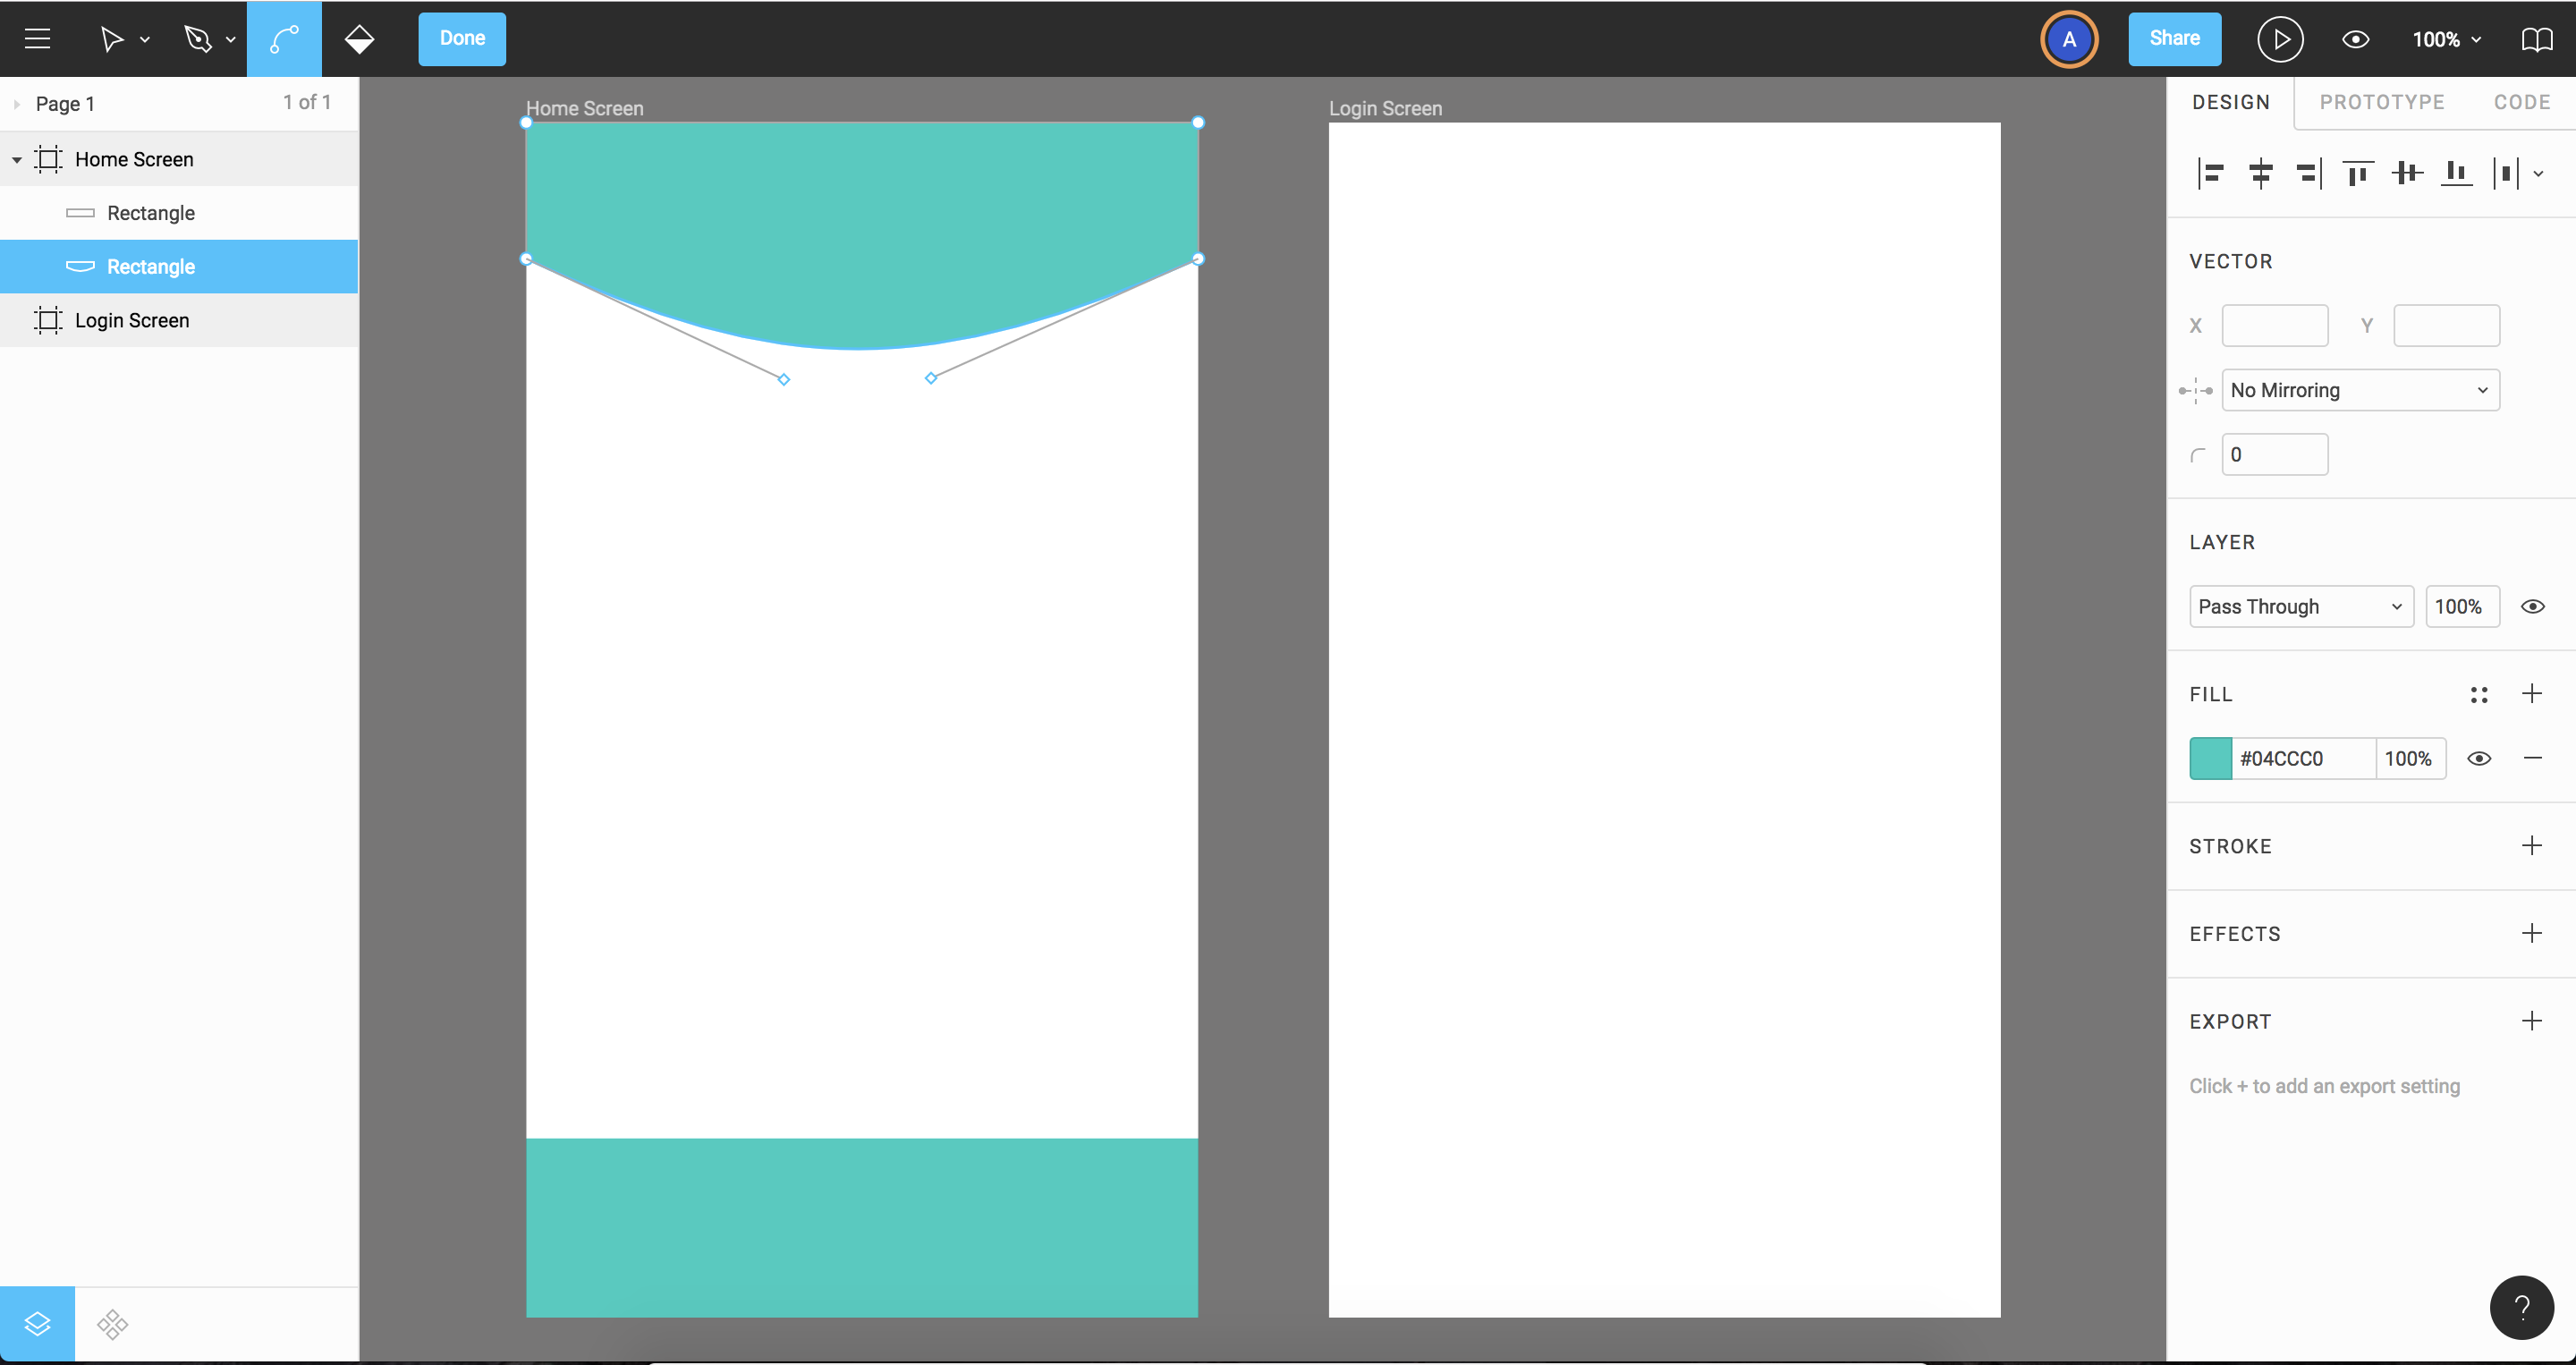 Done
A
Share
100%
Page 1
1 of 1
Home Screen
Rectangle
Rectangle
Login Screen
Home Screen
Login Screen
DESIGN
PROTOTYPE
CODE
VECTOR
X
Y
No Mirroring
0
LAYER
Pass Through
100%
FILL
#04CCC0
100%
STROKE
EFFECTS
EXPORT
Click + to add an export setting
?